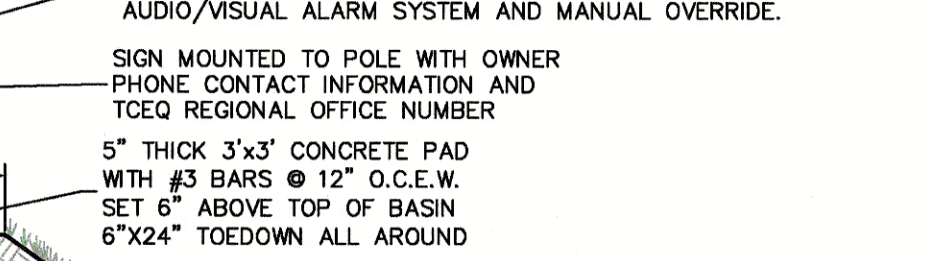 AUDIO/VISUAL ALARM SYSTEM AND MANUAL OVERRIDE.
SIGN MOUNTED TO POLE WITH OWNER
PHONE CONTACT INFORMATION AND
TCEQ REGIONAL OFFICE NUMBER
5" THICK 3'x3' CONCRETE PAD
WITH #3 BARS @ 12" O.C.E.W.
SET 6" ABOVE TOP OF BASIN
6"X24" TOEDOWN ALL AROUND